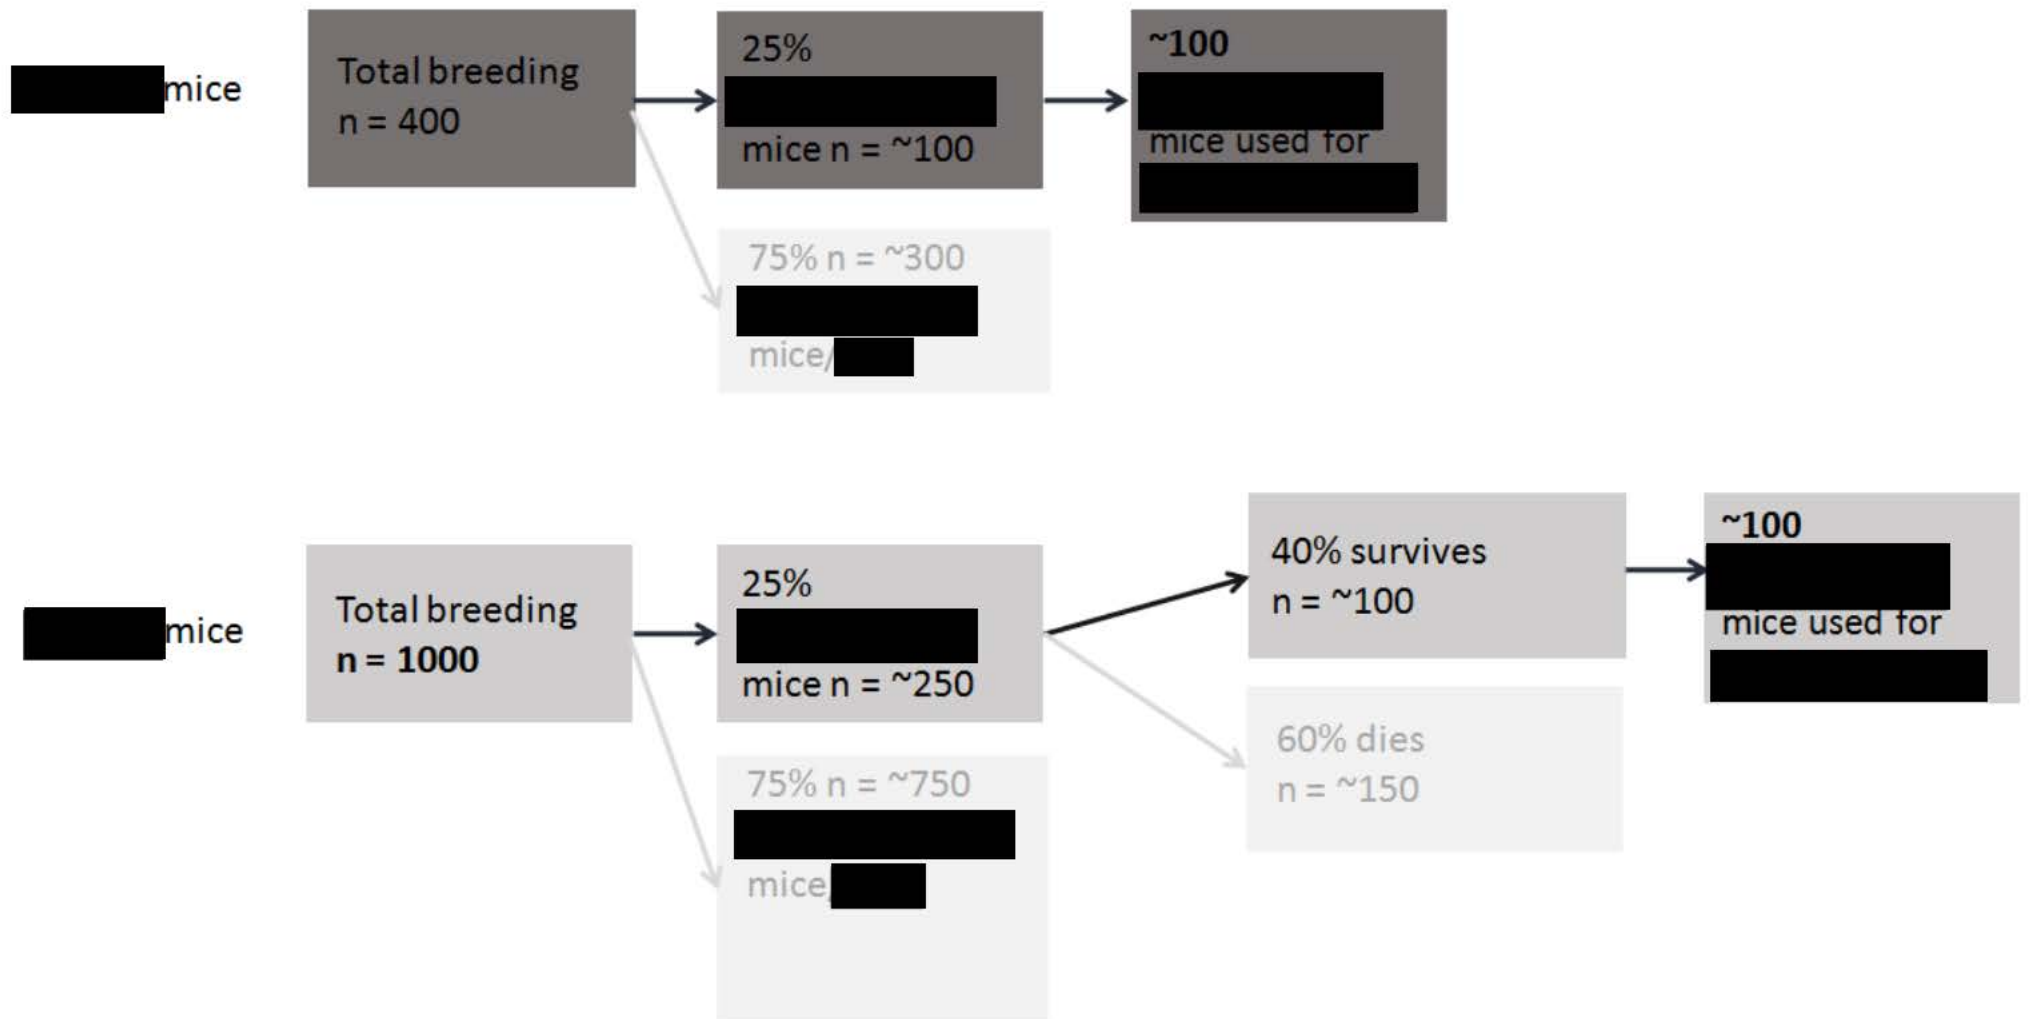 mice
Total breeding
n = 400
25%
mice n = ~100
~100
mice used for
75% n = ~300
mice/
mice
Total breeding
n = 1000
25%
mice n = ~250
40% survives
n = ~100
~100
mice used for
75% n = ~750
mice/
60% dies
n = ~150